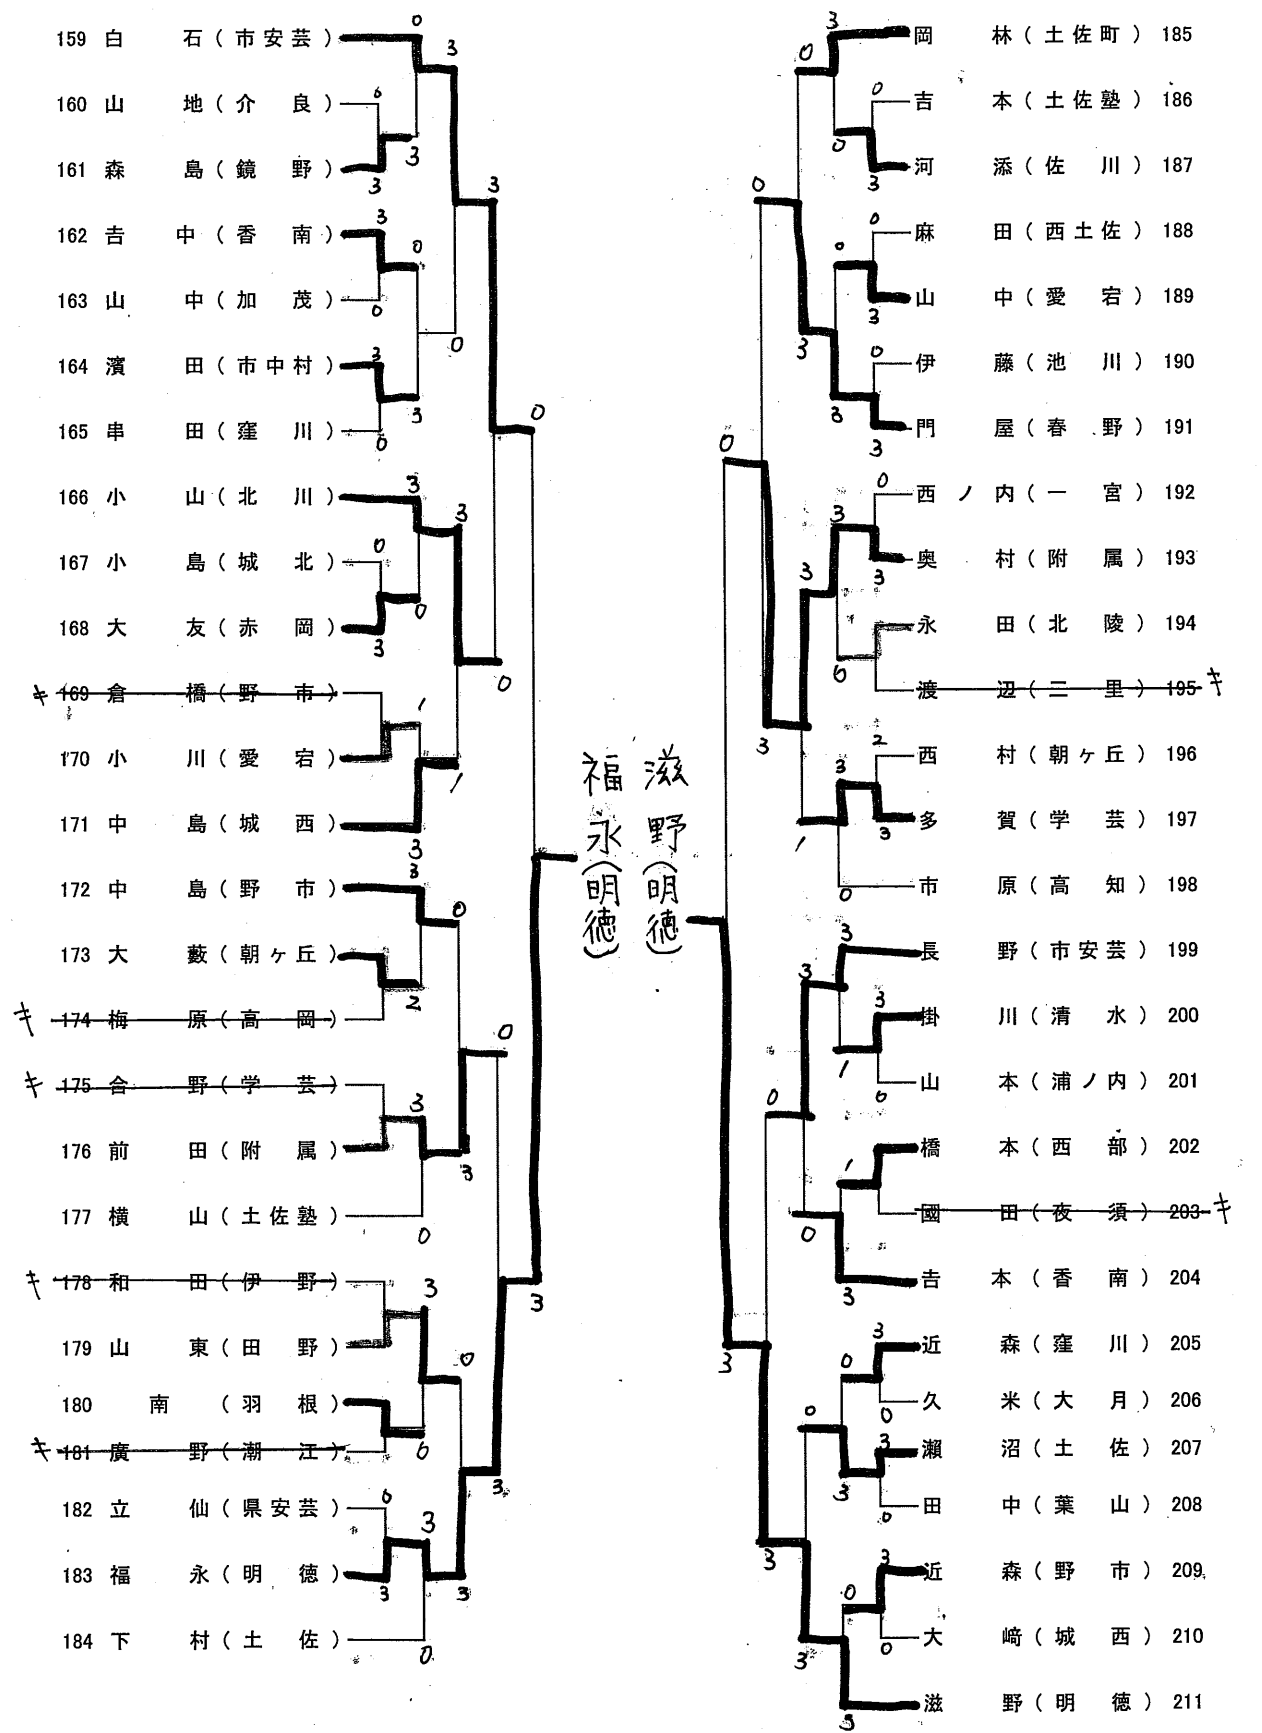 159 白 石 ( 市安芸 )
160 山 地 ( 介 良 )
161 森 島 ( 鏡 野 )
162 吉 中 ( 香 南 )
163 山 中 ( 加 茂 )
164 濱 田 ( 市中村 )
165 串 田 ( 窪 川 )
166 小 山 ( 北 川 )
167 小 島 ( 城 北 )
168 大 友 ( 赤 岡 )
キ 169 倉 橋 ( 野 市 )
170 小 川 ( 愛 宕 )
171 中 島 ( 城 西 )
172 中 島 ( 野 市 )
173 大 藪 ( 朝ヶ丘 )
キ 174 梅 原 ( 高 岡 )
キ 175 合 野 ( 学 芸 )
176 前 田 ( 附 属 )
177 横 山 ( 土佐塾 )
キ 178 和 田 ( 伊 野 )
179 山 東 ( 田 野 )
180 南 ( 羽 根 )
キ 181 廣 野 ( 潮 江 )
182 立 仙 ( 県安芸 )
183 福 永 ( 明 徳 )
184 下 村 ( 土 佐 )
福永(明徳)
滋野(明徳)
岡 林 ( 土佐町 ) 185
吉 本 ( 土佐塾 ) 186
河 添 ( 佐 川 ) 187
麻 田 ( 西土佐 ) 188
山 中 ( 愛 宕 ) 189
伊 藤 ( 池 川 ) 190
門 屋 ( 春 野 ) 191
西 ノ 内 ( 一 宮 ) 192
奥 村 ( 附 属 ) 193
永 田 ( 北 陵 ) 194
渡 辺 ( 三 里 ) 195 キ
西 村 ( 朝ヶ丘 ) 196
多 賀 ( 学 芸 ) 197
市 原 ( 高 知 ) 198
長 野 ( 市安芸 ) 199
掛 川 ( 清 水 ) 200
山 本 ( 浦ノ内 ) 201
橋 本 ( 西 部 ) 202
國 田 ( 夜 須 ) 203 キ
吉 本 ( 香 南 ) 204
近 森 ( 窪 川 ) 205
久 米 ( 大 月 ) 206
瀬 沼 ( 土 佐 ) 207
田 中 ( 葉 山 ) 208
近 森 ( 野 市 ) 209
大 﨑 ( 城 西 ) 210
滋 野 ( 明 徳 ) 211